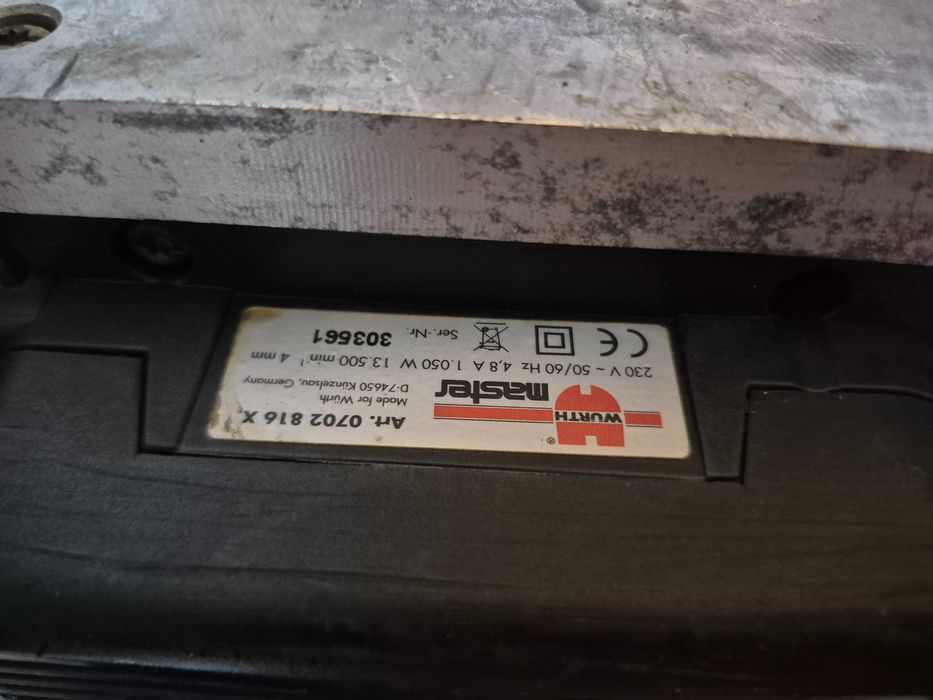 WÜRTH
®
master
Art. 0702 816 X
Made for Würth
D-74650 Künzelsau, Germany
230 V ~ 50/60 Hz 4,8 A 1.050 W 13.500 min⁻¹ 4 mm
CE Ser.-Nr. 303561